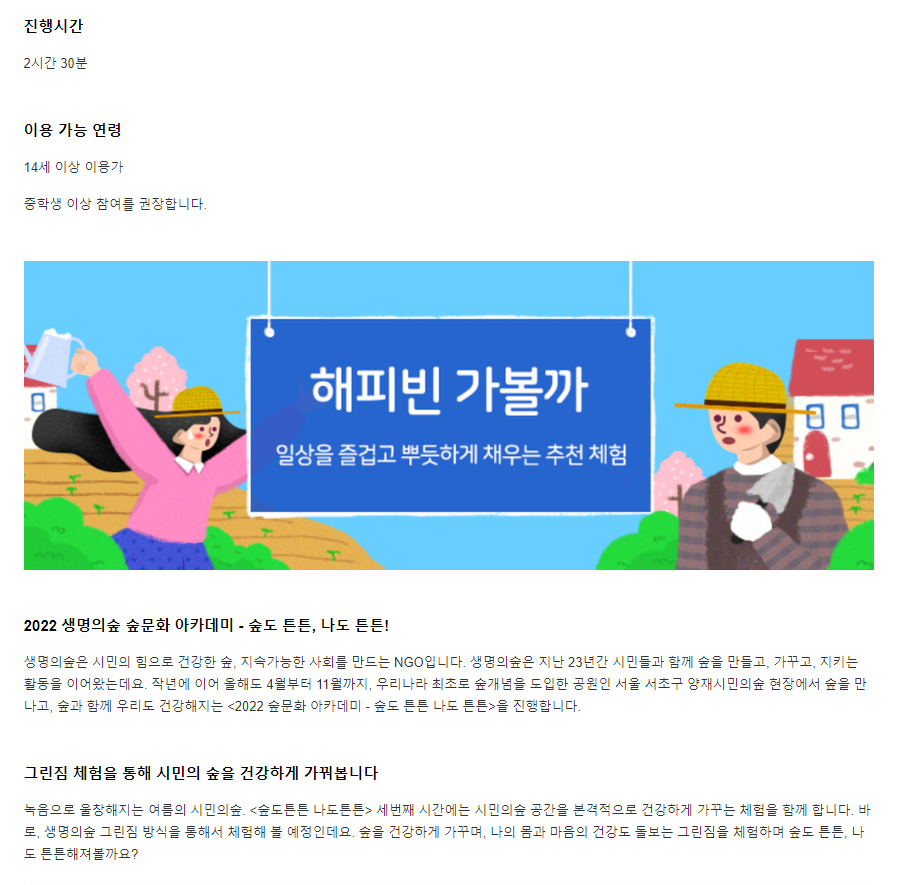 진행시간
2시간 30분
이용 가능 연령
14세 이상 이용가
중학생 이상 참여를 권장합니다.
해피빈 가볼까
일상을 즐겁고 뿌듯하게 채우는 추천 체험
2022 생명의숲 숲문화 아카데미 - 숲도 튼튼, 나도 튼튼!
생명의숲은 시민의 힘으로 건강한 숲, 지속가능한 사회를 만드는 NGO입니다. 생명의숲은 지난 23년간 시민들과 함께 숲을 만들고, 가꾸고, 지키는
활동을 이어왔는데요. 작년에 이어 올해도 4월부터 11월까지, 우리나라 최초로 숲개념을 도입한 공원인 서울 서초구 양재시민의숲 현장에서 숲을 만
나고, 숲과 함께 우리도 건강해지는 <2022 숲문화 아카데미 - 숲도 튼튼 나도 튼튼>을 진행합니다.
그린짐 체험을 통해 시민의 숲을 건강하게 가꿔봅니다
녹음으로 울창해지는 여름의 시민의숲. <숲도튼튼 나도튼튼> 세번째 시간에는 시민의숲 공간을 본격적으로 건강하게 가꾸는 체험을 함께 합니다. 바
로, 생명의숲 그린짐 방식을 통해서 체험해 볼 예정인데요. 숲을 건강하게 가꾸며, 나의 몸과 마음의 건강도 돌보는 그린짐을 체험하며 숲도 튼튼, 나
도 튼튼해져볼까요?